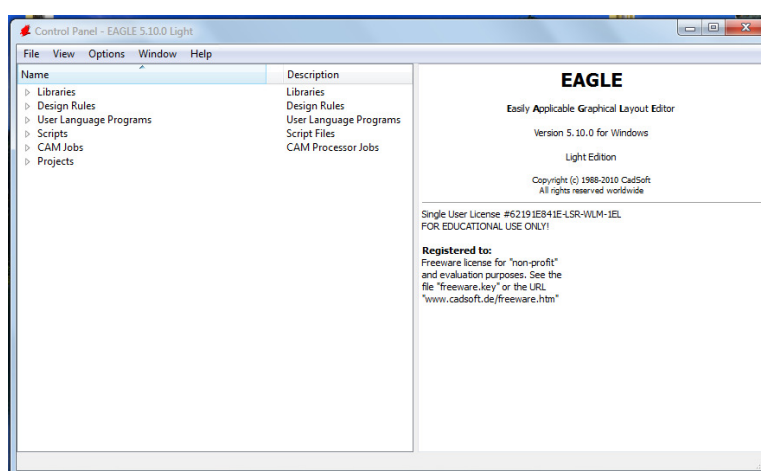 Control Panel - EAGLE 5.10.0 Light
File View Options Window Help
Name Description
Libraries Libraries
Design Rules Design Rules
User Language Programs User Language Programs
Scripts Script Files
CAM Jobs CAM Processor Jobs
Projects
EAGLE
Easily Applicable Graphical Layout Editor
Version 5.10.0 for Windows
Light Edition
Copyright (c) 1988-2010 CadSoft
All rights reserved worldwide
Single User License #62191E841E-LSR-WLM-1EL
FOR EDUCATIONAL USE ONLY!
Registered to:
Freeware license for "non-profit"
and evaluation purposes. See the
file "freeware.key" or the URL
"www.cadsoft.de/freeware.htm"